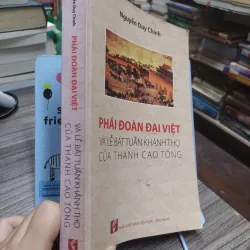 Nguyễn Duy Chính
PHÁI ĐOÀN ĐẠI VIỆT
VÀ LỄ BÁT TUẦN KHÁNH THỌ
CỦA THANH CAO TÔNG
PHÁI ĐOÀN ĐẠI VIỆT
VÀ LỄ BÁT TUẦN KHÁNH THỌ
CỦA THANH CAO TÔNG